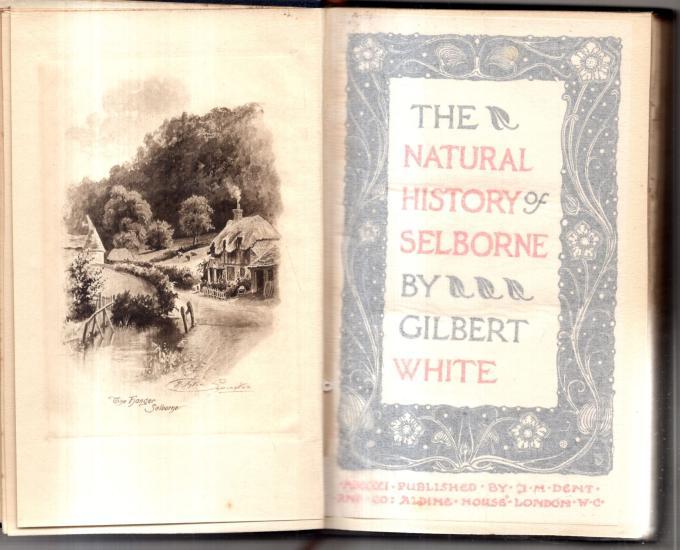 The Hanger
Selborne
THE
NATURAL
HISTORY of
SELBORNE
BY
GILBERT
WHITE
PUBLISHED · BY · J · M · DENT ·
AND · CO: ALDINE · HOUSE · LONDON · W · C ·